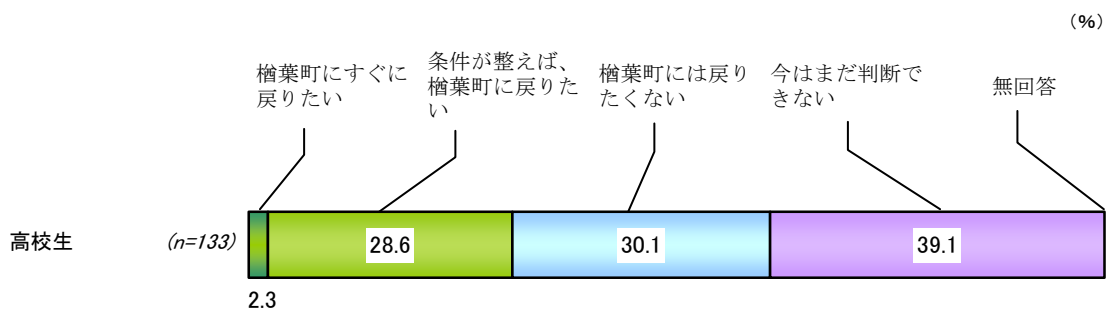 (%)
楢葉町にすぐに
戻りたい
条件が整えば、
楢葉町に戻りた
い
楢葉町には戻り
たくない
今はまだ判断で
きない
無回答
高校生 (n=133)
28.6 30.1 39.1
2.3